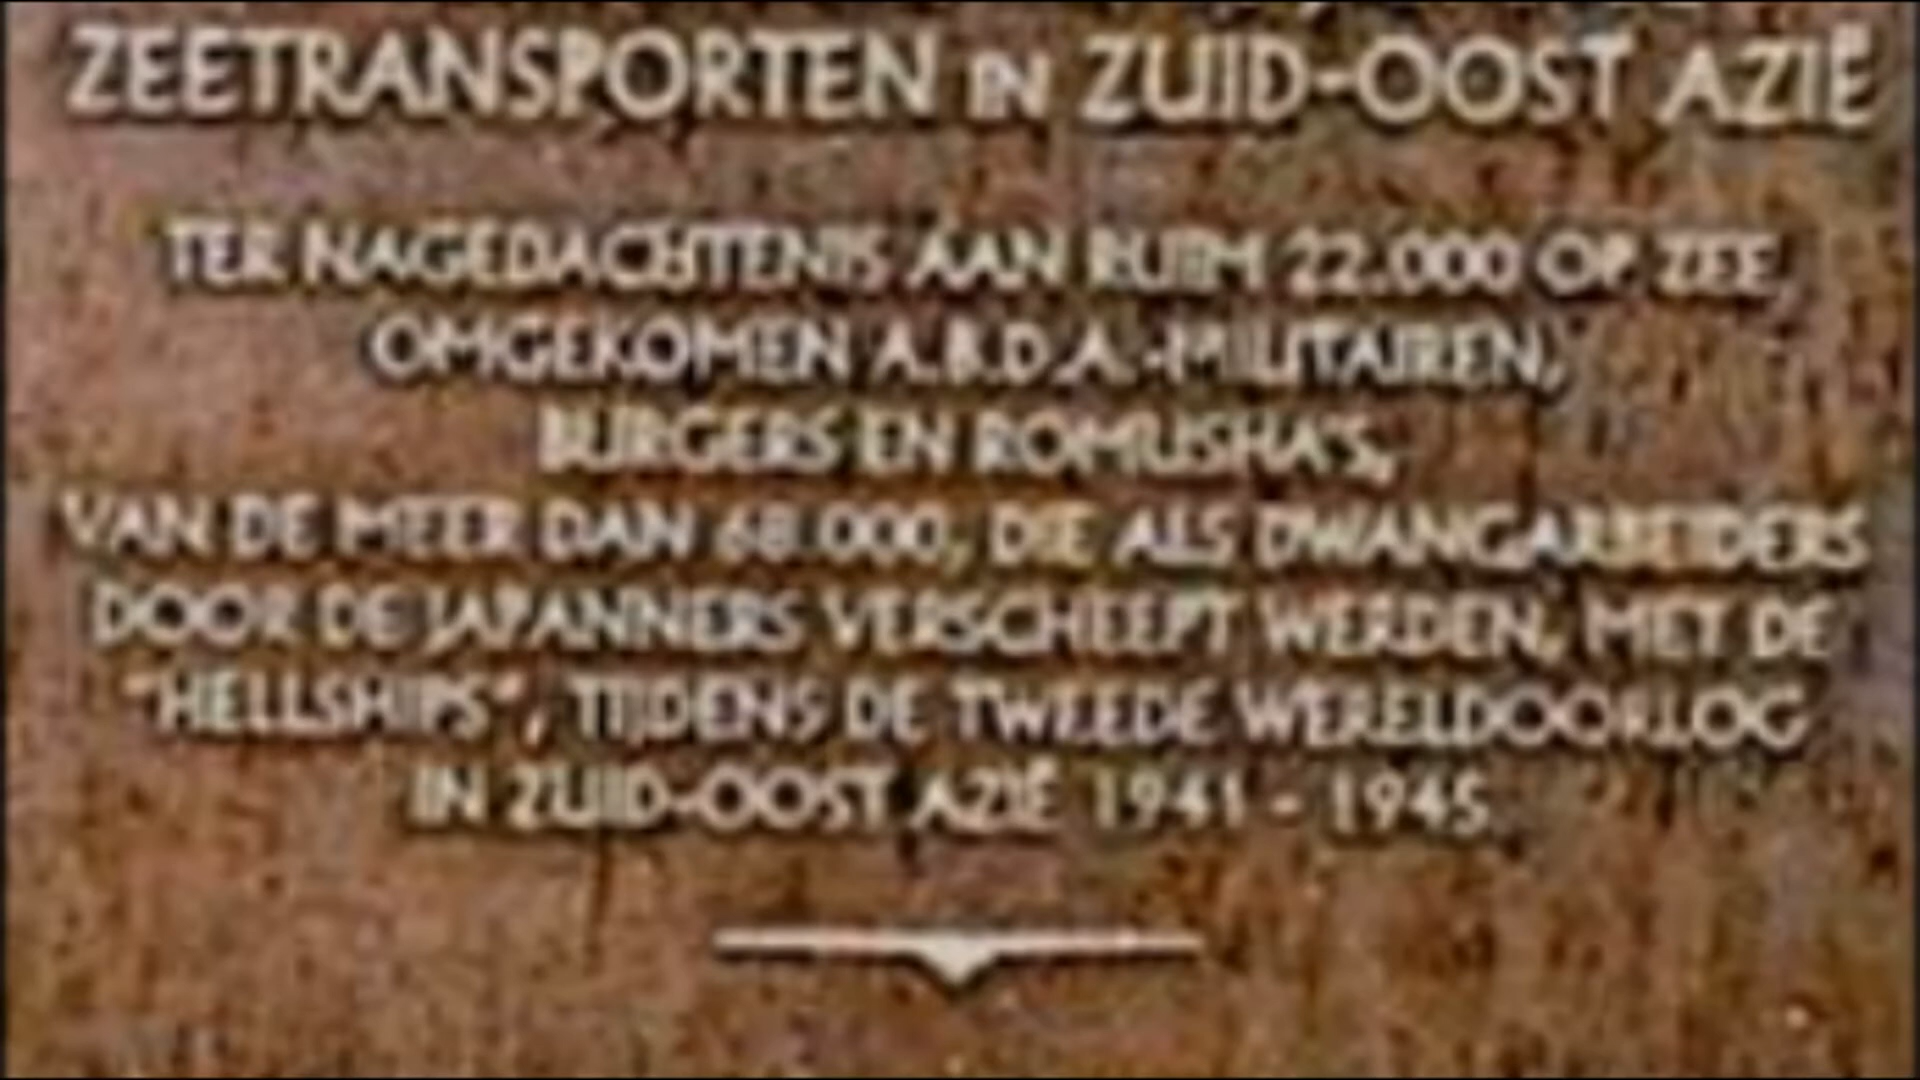 ZEETRANSPORTEN IN ZUID-OOST AZIË
TER NAGEDACHTENIS AAN RUIM 22.000 OP ZEE,
OMGEKOMEN A.B.D.A.-MILITAIREN,
BURGERS EN ROMUSHA'S,
VAN DE MEER DAN 68.000, DIE ALS DWANGARBEIDERS
DOOR DE JAPANNERS VERSCHEEPT WERDEN, MET DE
"HELLSHIPS", TIJDENS DE TWEEDE WERELDOORLOG
IN ZUID-OOST AZIË 1941 - 1945